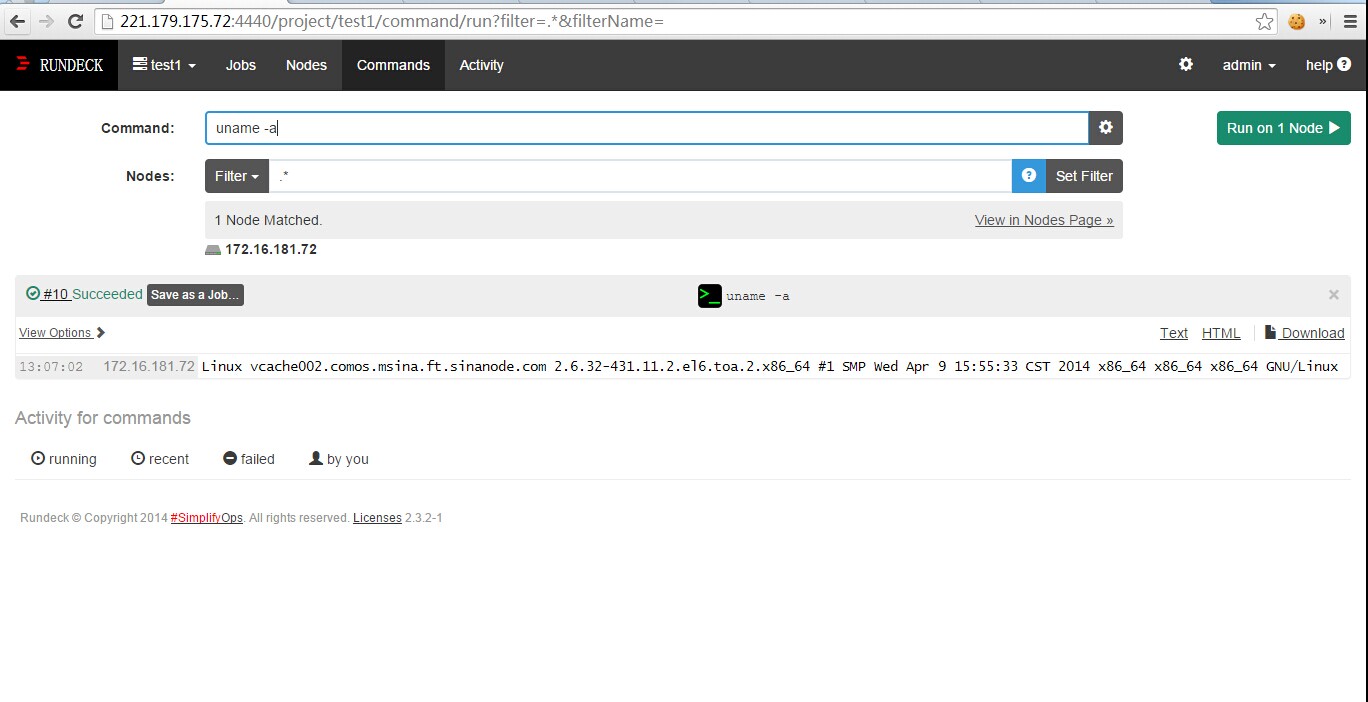 221.179.175.72:4440/project/test1/command/run?filter=.*&filterName=
RUNDECK test1 Jobs Nodes Commands Activity admin help
Command: uname -a Run on 1 Node
Nodes: Filter .* Set Filter
1 Node Matched. View in Nodes Page »
172.16.181.72
#10 Succeeded Save as a Job... >_ uname -a ×
View Options Text HTML Download
13:07:02 172.16.181.72 Linux vcache002.comos.msina.ft.sinanode.com 2.6.32-431.11.2.el6.toa.2.x86_64 #1 SMP Wed Apr 9 15:55:33 CST 2014 x86_64 x86_64 x86_64 GNU/Linux
Activity for commands
running recent failed by you
Rundeck © Copyright 2014 #SimplifyOps. All rights reserved. Licenses 2.3.2-1